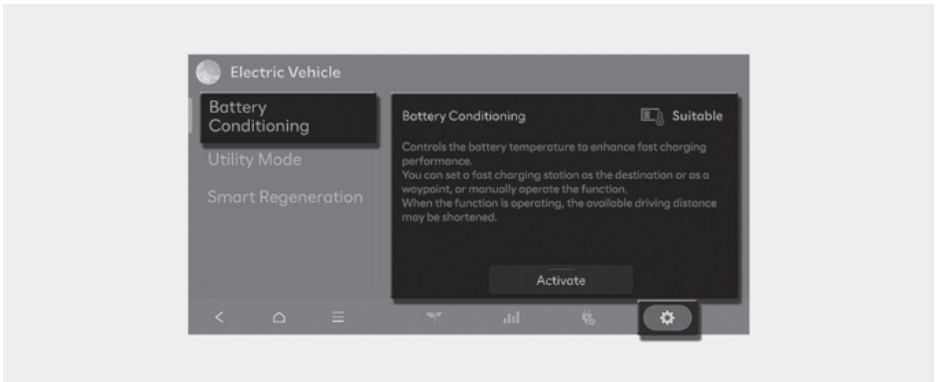 Electric Vehicle
Battery
Conditioning
Utility Mode
Smart Regeneration
Battery Conditioning
Suitable
Controls the battery temperature to enhance fast charging
performance.
You can set a fast charging station as the destination or as a
waypoint, or manually operate the function.
When the function is operating, the available driving distance
may be shortened.
Activate